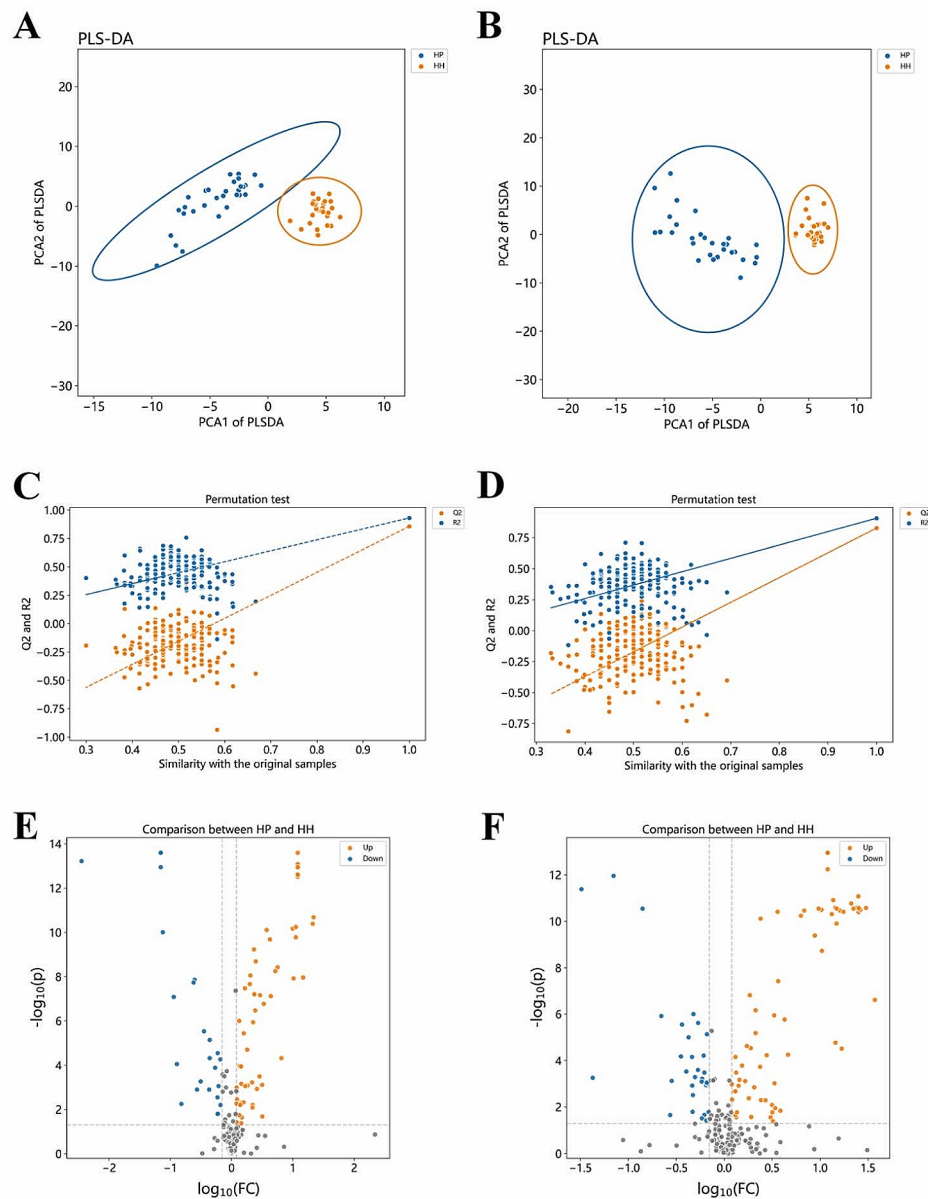 A
PLS-DA
HP
HH
20
10
0
−10
−20
−30
PCA2 of PLSDA
−15
−10
−5
0
5
10
PCA1 of PLSDA
B
PLS-DA
HP
HH
30
20
10
0
−10
−20
−30
PCA2 of PLSDA
−20
−15
−10
−5
0
5
10
PCA1 of PLSDA
C
Permutation test
Q2
R2
1.00
0.75
0.50
0.25
0.00
−0.25
−0.50
−0.75
−1.00
Q2 and R2
0.3
0.4
0.5
0.6
0.7
0.8
0.9
1.0
Similarity with the original samples
D
Permutation test
Q2
R2
0.75
0.50
0.25
0.00
−0.25
−0.50
−0.75
Q2 and R2
0.3
0.4
0.5
0.6
0.7
0.8
0.9
1.0
Similarity with the original samples
E
Comparison between HP and HH
Up
Down
14
12
10
8
6
4
2
0
-log10(p)
−2
−1
0
1
2
log10(FC)
F
Comparison between HP and HH
Up
Down
12
10
8
6
4
2
0
-log10(p)
−1.5
−1.0
−0.5
0.0
0.5
1.0
1.5
log10(FC)